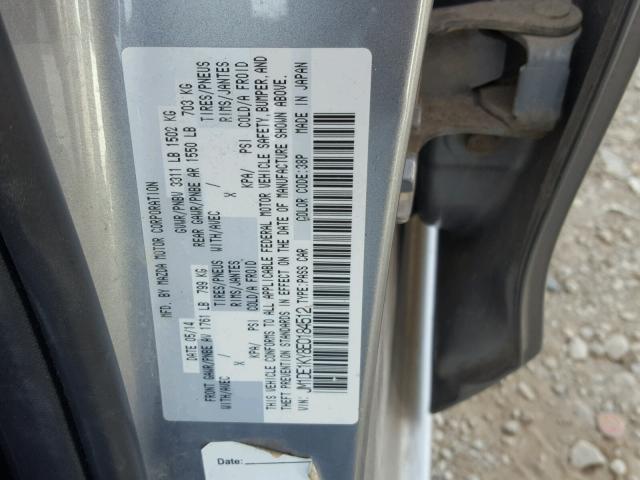 MFD. BY MAZDA MOTOR CORPORATION
DATE 05/14 GVWR/PNBV 3311 LB 1502 KG
FRONT GAWR/PNBE AV 1761 LB 799 KG REAR GAWR/PNBE AR 1550 LB 703 KG
WITH/AVEC TIRES/PNEUS WITH/AVEC TIRES/PNEUS
X RIMS/JANTES X RIMS/JANTES
KPA/ PSI COLD/A FROID KPA/ PSI COLD/A FROID
THIS VEHICLE CONFORMS TO ALL APPLICABLE FEDERAL MOTOR VEHICLE SAFETY, BUMPER, AND
THEFT PREVENTION STANDARDS IN EFFECT ON THE DATE OF MANUFACTURE SHOWN ABOVE.
VIN: TYPE:PASS CAR COLOR CODE:38P MADE IN JAPAN
Date: